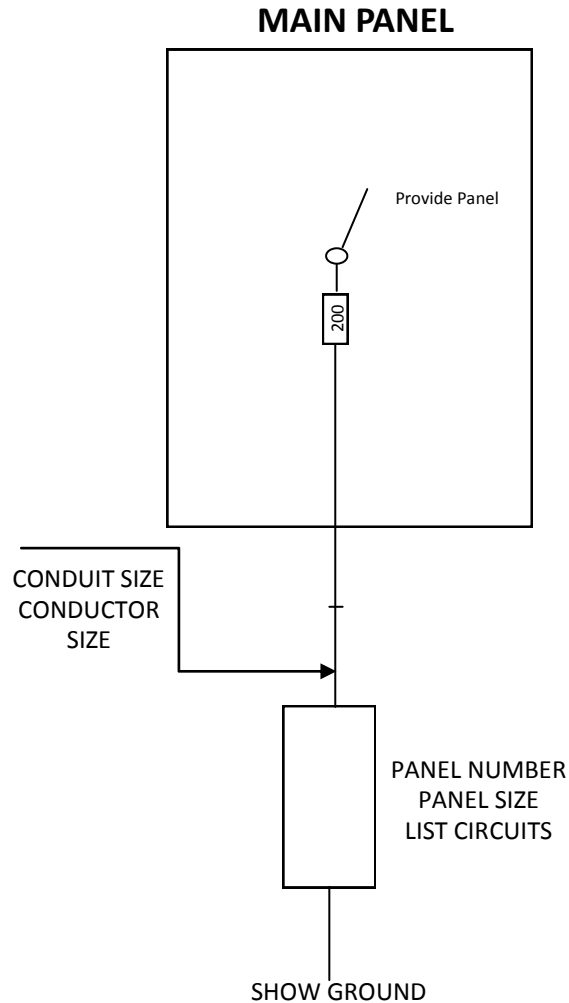 MAIN PANEL
Provide Panel
200
CONDUIT SIZE
CONDUCTOR
SIZE
PANEL NUMBER
PANEL SIZE
LIST CIRCUITS
SHOW GROUND